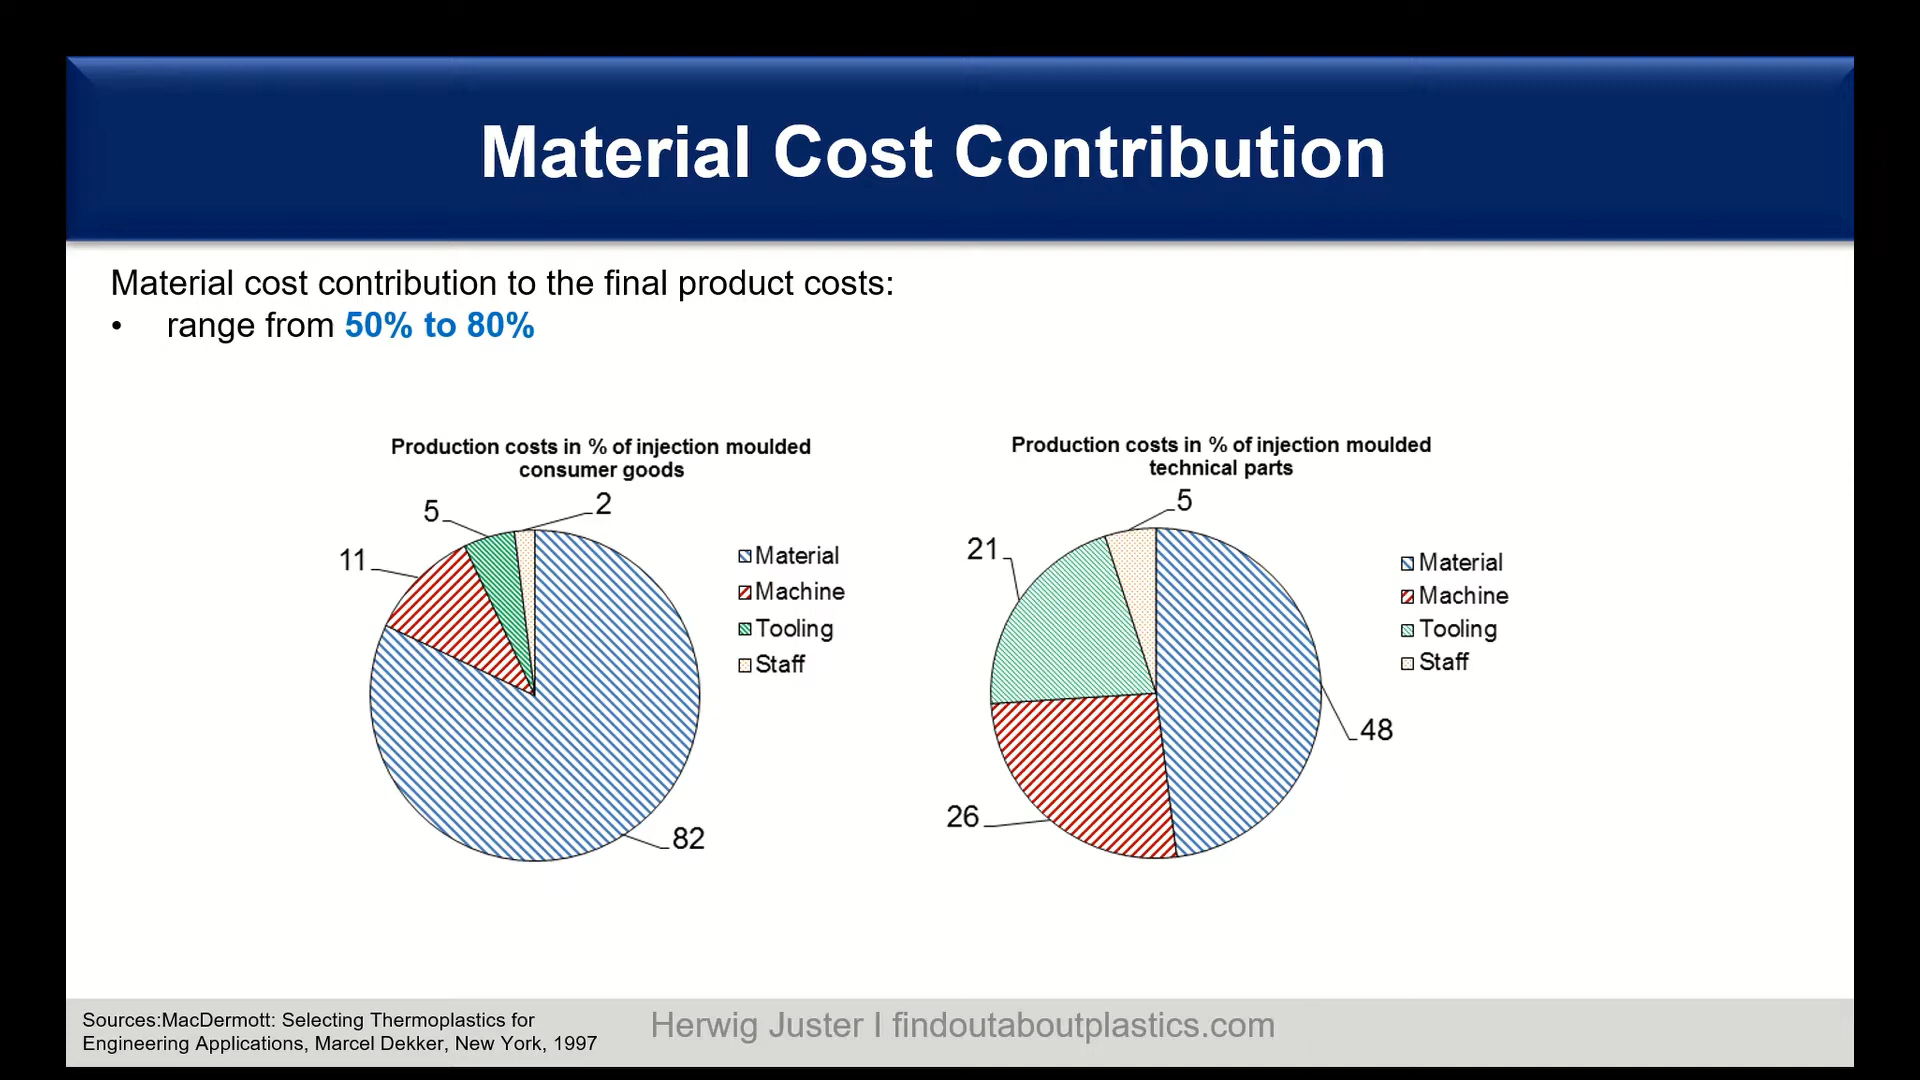 Material Cost Contribution
Material cost contribution to the final product costs:
• range from 50% to 80%
Production costs in % of injection moulded
consumer goods
5
2
11
82
Material
Machine
Tooling
Staff
Production costs in % of injection moulded
technical parts
5
21
48
26
Material
Machine
Tooling
Staff
Sources:MacDermott: Selecting Thermoplastics for
Engineering Applications, Marcel Dekker, New York, 1997
Herwig Juster I findoutaboutplastics.com